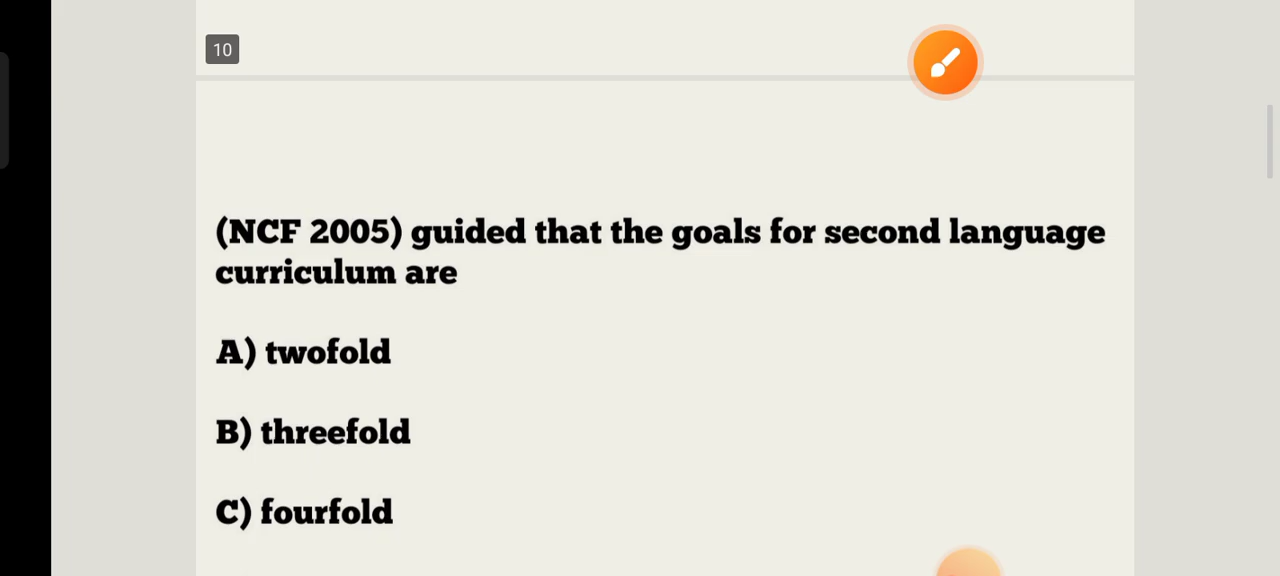 10
(NCF 2005) guided that the goals for second language
curriculum are
A) twofold
B) threefold
C) fourfold